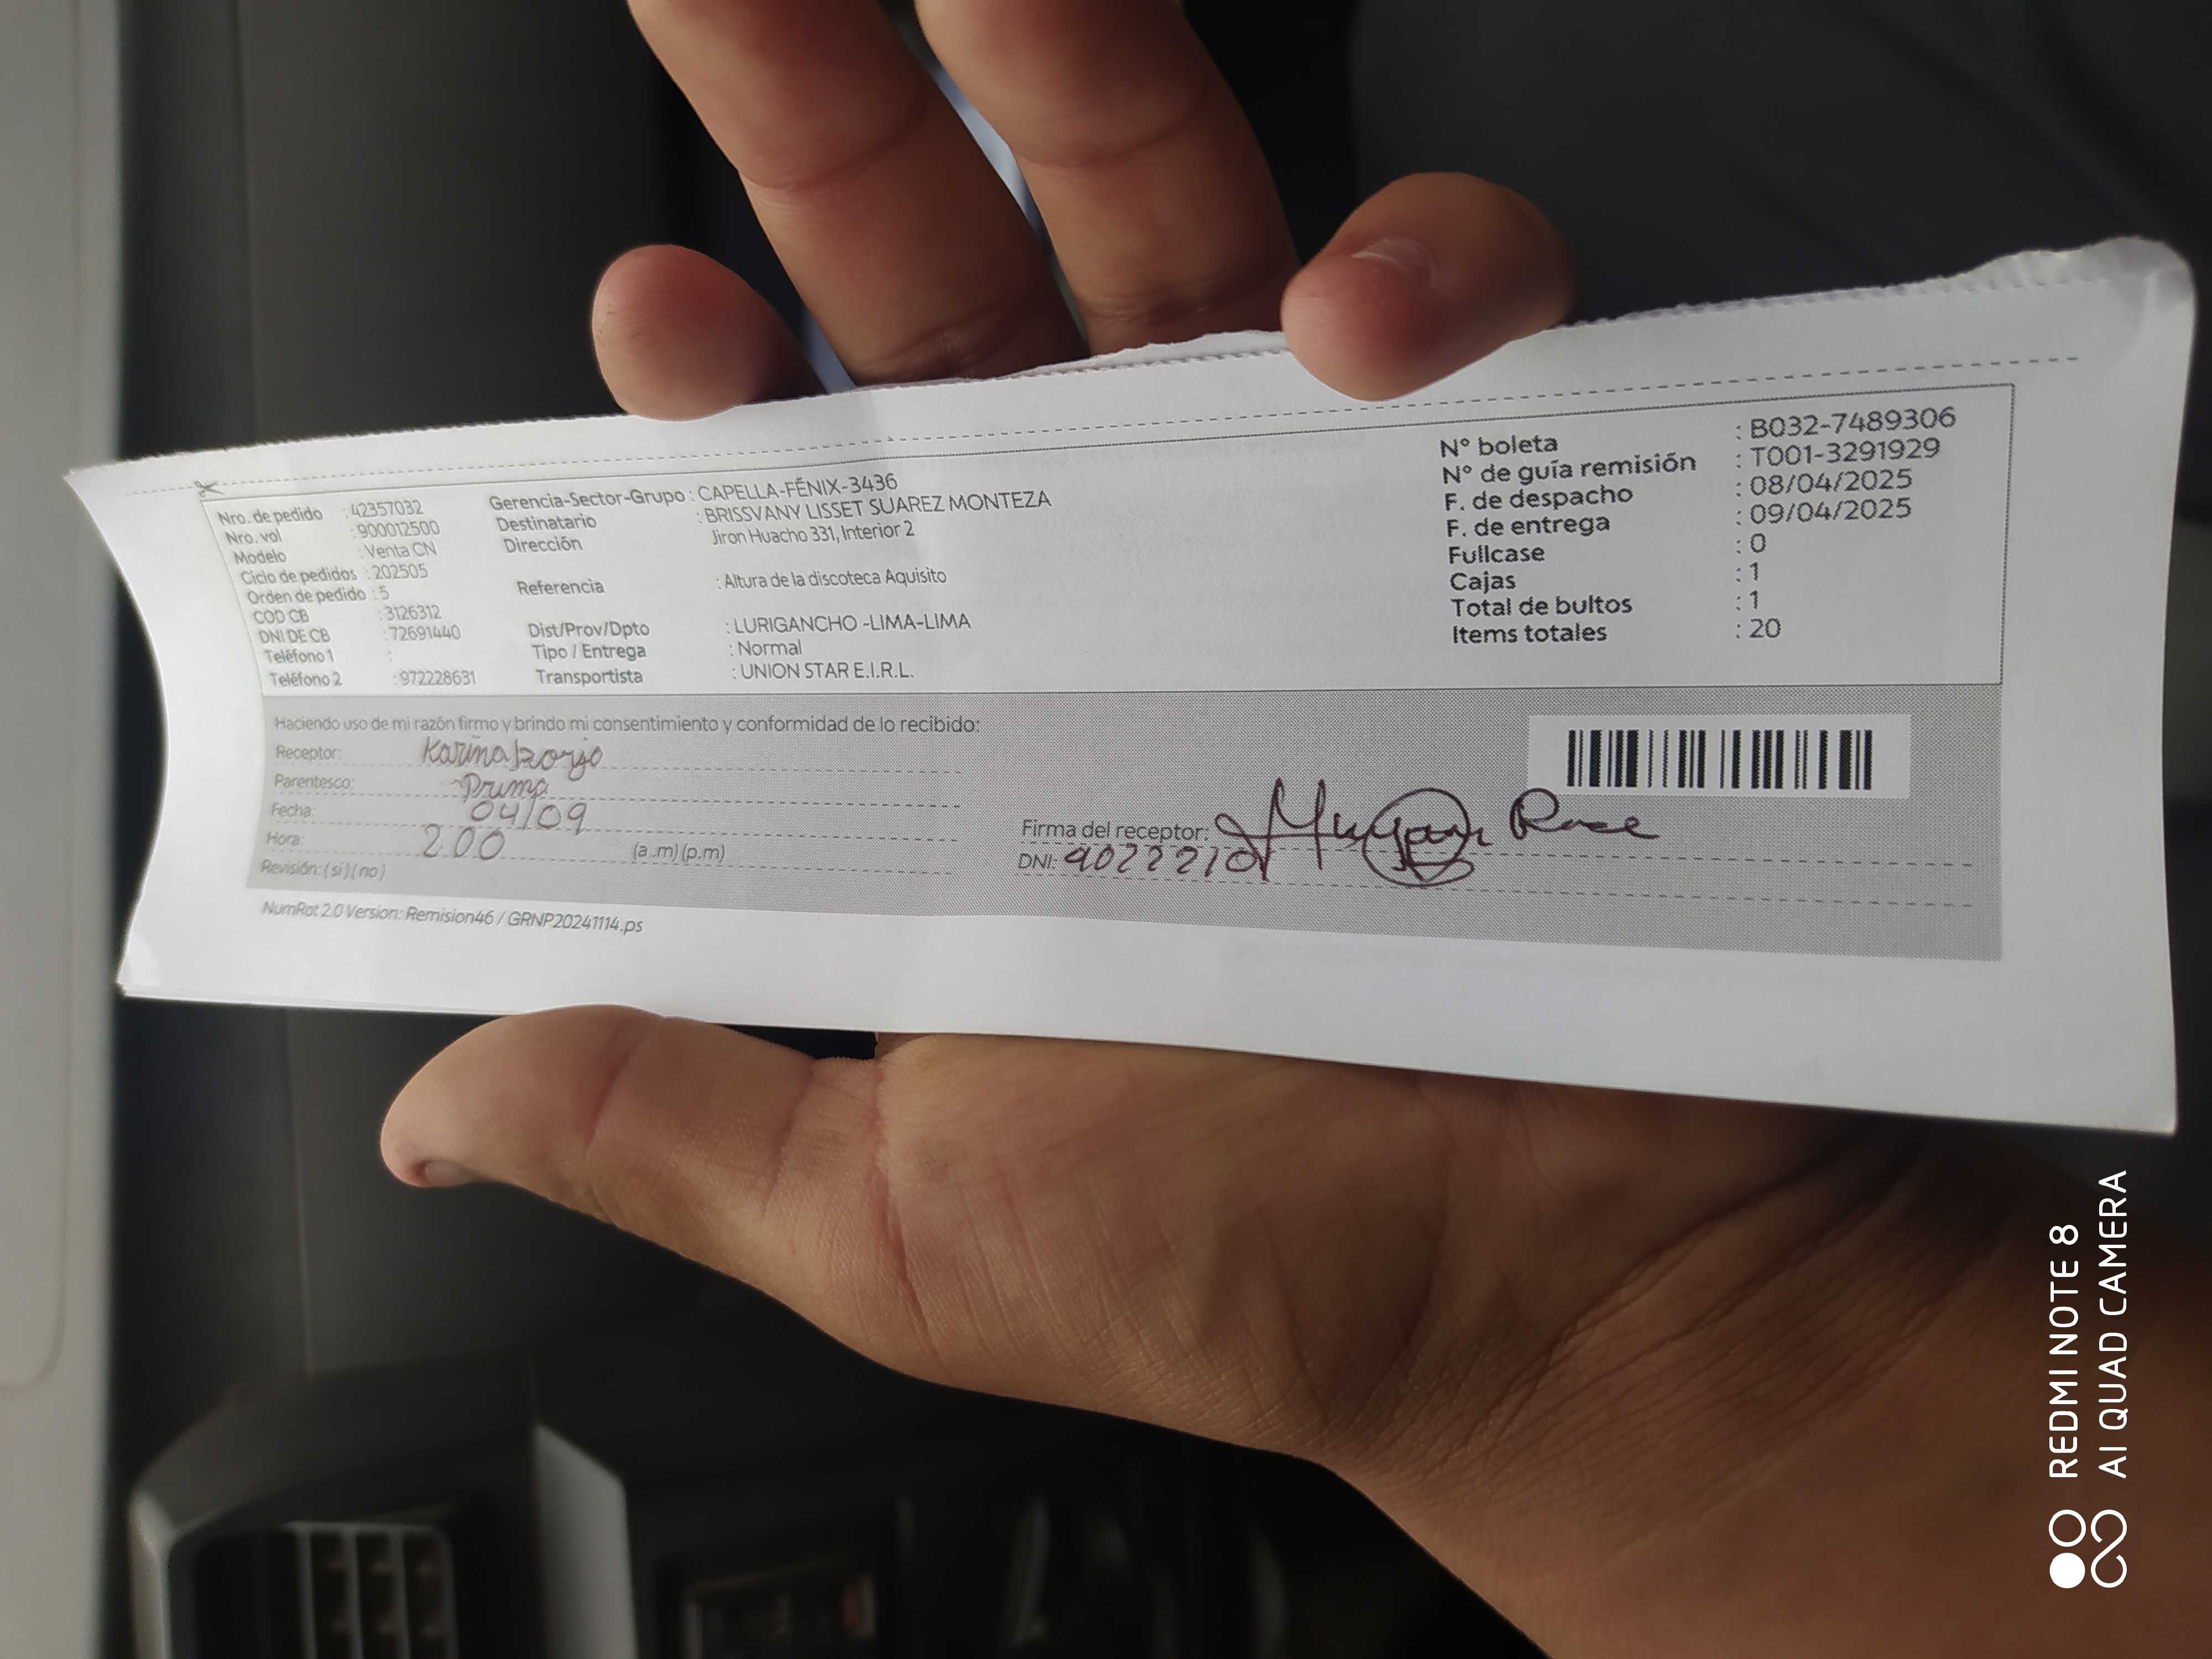 Nro. de pedido : 42357032
Nro. vol : 900012500
Modelo : Venta CN
Ciclo de pedidos : 202505
Orden de pedido : 5
COD CB : 3126312
DNI DE CB : 72691440
Teléfono 1 :
Teléfono 2 : 972228631
Gerencia-Sector-Grupo : CAPELLA-FÉNIX-3436
Destinatario : BRISSVANY LISSET SUAREZ MONTEZA
Dirección Jiron Huacho 331, Interior 2
Referencia : Altura de la discoteca Aquisito
Dist/Prov/Dpto : LURIGANCHO -LIMA-LIMA
Tipo / Entrega : Normal
Transportista : UNION STAR E.I.R.L.
N° boleta : B032-7489306
N° de guía remisión : T001-3291929
F. de despacho : 08/04/2025
F. de entrega : 09/04/2025
Fullcase : 0
Cajas : 1
Total de bultos : 1
Items totales : 20
Haciendo uso de mi razón firmo y brindo mi consentimiento y conformidad de lo recibido:
Receptor: Karina
Parentesco: Prima
Fecha: 04/09
Hora: 2.00 (a.m) (p.m)
Revisión: (si) (no)
Firma del receptor:
DNI:
NumRot 2.0 Version: Remision46 / GRNP20241114.ps
REDMI NOTE 8
AI QUAD CAMERA